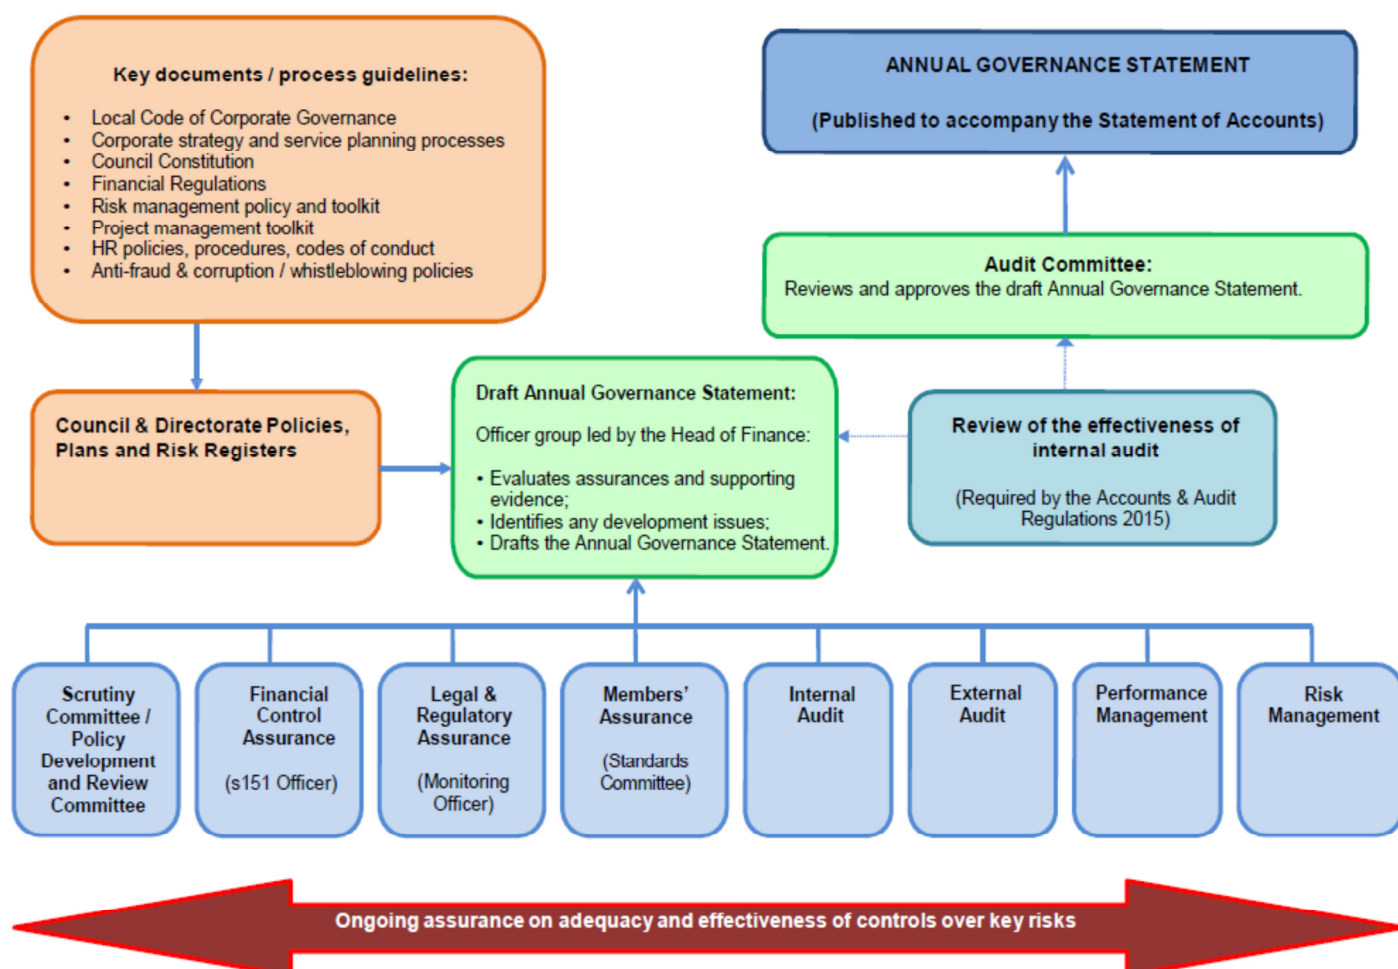 Key documents / process guidelines:
• Local Code of Corporate Governance
• Corporate strategy and service planning processes
• Council Constitution
• Financial Regulations
• Risk management policy and toolkit
• Project management toolkit
• HR policies, procedures, codes of conduct
• Anti-fraud & corruption / whistleblowing policies
ANNUAL GOVERNANCE STATEMENT
(Published to accompany the Statement of Accounts)
Audit Committee:
Reviews and approves the draft Annual Governance Statement.
Council & Directorate Policies,
Plans and Risk Registers
Draft Annual Governance Statement:
Officer group led by the Head of Finance:
• Evaluates assurances and supporting
evidence;
• Identifies any development issues;
• Drafts the Annual Governance Statement.
Review of the effectiveness of
internal audit
(Required by the Accounts & Audit
Regulations 2015)
Scrutiny
Committee /
Policy
Development
and Review
Committee
Financial
Control
Assurance
(s151 Officer)
Legal &
Regulatory
Assurance
(Monitoring
Officer)
Members’
Assurance
(Standards
Committee)
Internal
Audit
External
Audit
Performance
Management
Risk
Management
Ongoing assurance on adequacy and effectiveness of controls over key risks